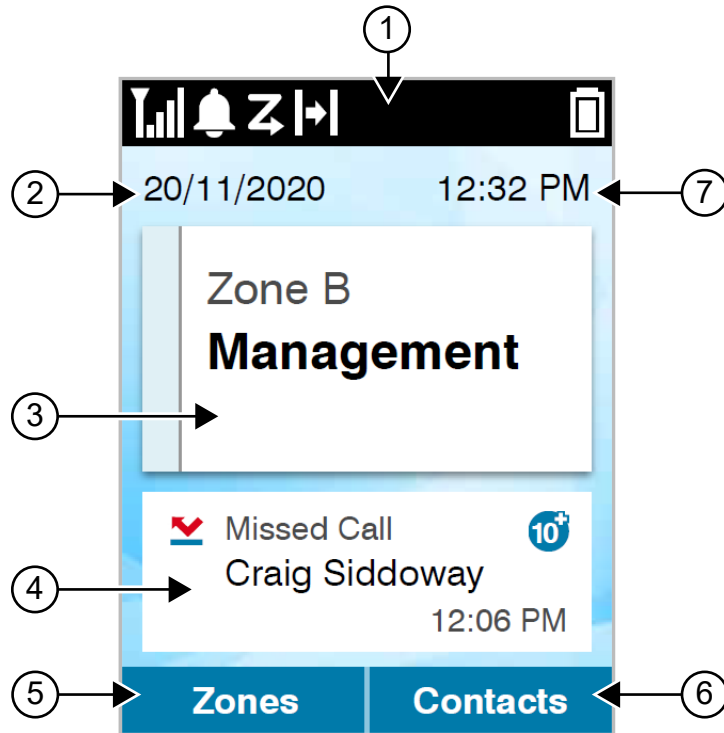 1
2
20/11/2020 12:32 PM
7
Zone B
Management
3
Missed Call 10+
Craig Siddoway
4
12:06 PM
5
Zones Contacts
6